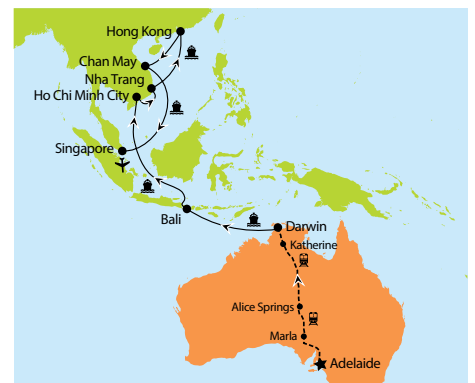 Hong Kong
Chan May
Nha Trang
Ho Chi Minh City
Singapore
Bali
Darwin
Katherine
Alice Springs
Marla
Adelaide